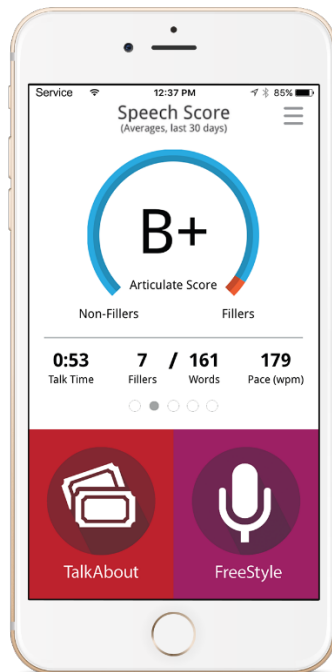 Service 12:37 PM 85%
Speech Score
(Averages, last 30 days)
B+
Articulate Score
Non-Fillers Fillers
0:53 7 / 161 179
Talk Time Fillers Words Pace (wpm)
TalkAbout FreeStyle